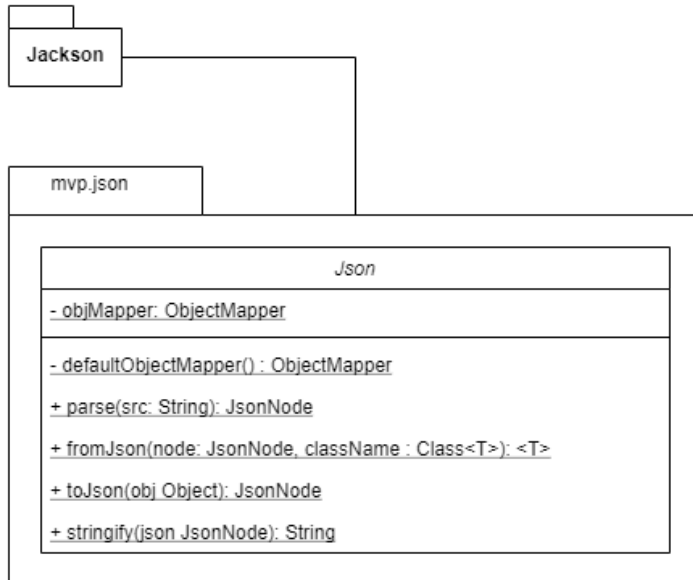 Jackson
mvp.json
Json
- objMapper: ObjectMapper
- defaultObjectMapper() : ObjectMapper
+ parse(src: String): JsonNode
+ fromJson(node: JsonNode, className : Class<T>): <T>
+ toJson(obj Object): JsonNode
+ stringify(json JsonNode): String